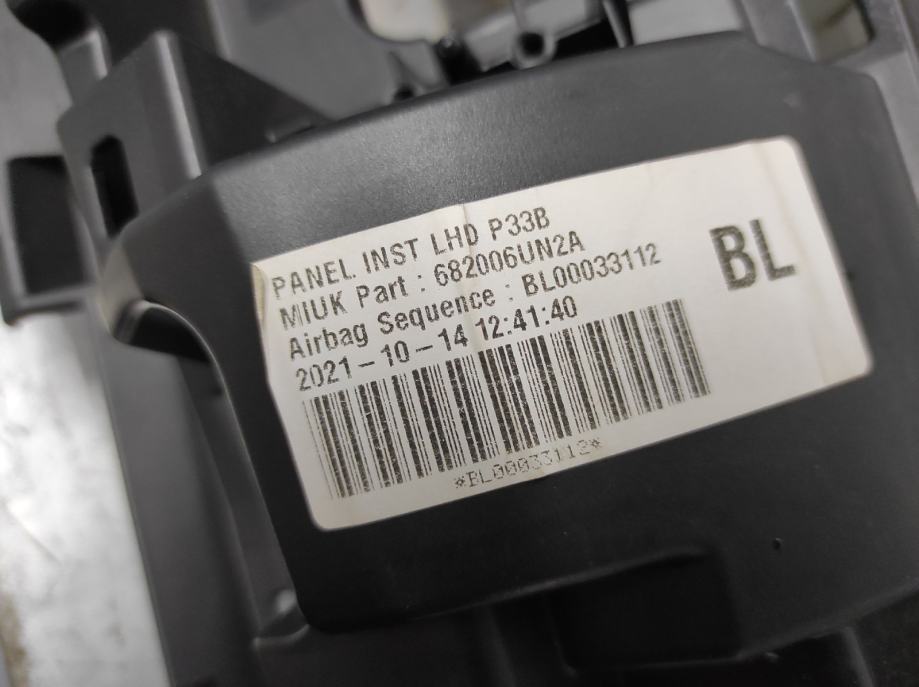 PANEL INST LHD P33B
MIUK Part : 682006UN2A
Airbag Sequence : BL00033112
2021-10-14 12:41:40
BL
*BL00033112*